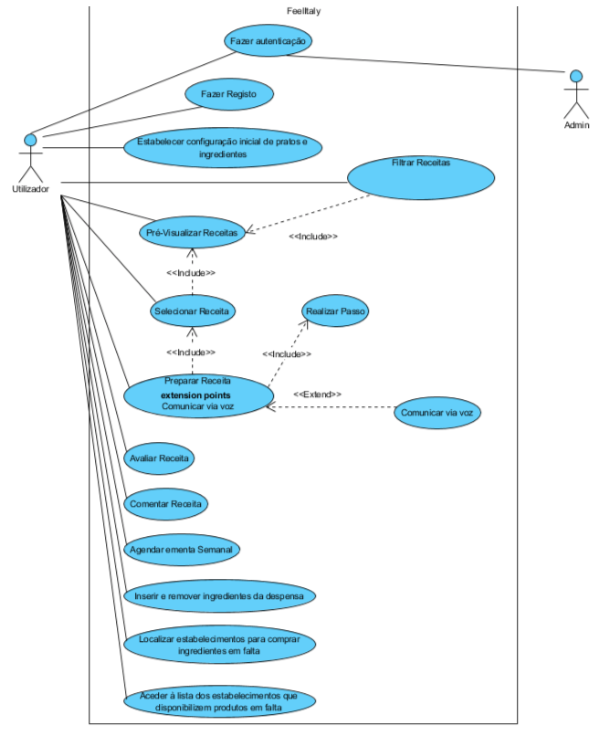 FeelItaly
Fazer autenticação
Admin
Fazer Registo
Estabelecer configuração inicial de pratos e
ingredientes
Utilizador
Filtrar Receitas
Pré-Visualizar Receitas
<<Include>>
<<Include>>
Selecionar Receita
Realizar Passo
<<Include>>
<<Include>>
Preparar Receita
extension points
Comunicar via voz
<<Extend>>
Comunicar via voz
Avaliar Receita
Comentar Receita
Agendar ementa Semanal
Inserir e remover ingredientes da despensa
Localizar estabelecimentos para comprar
ingredientes em falta
Aceder à lista dos estabelecimentos que
disponibilizem produtos em falta